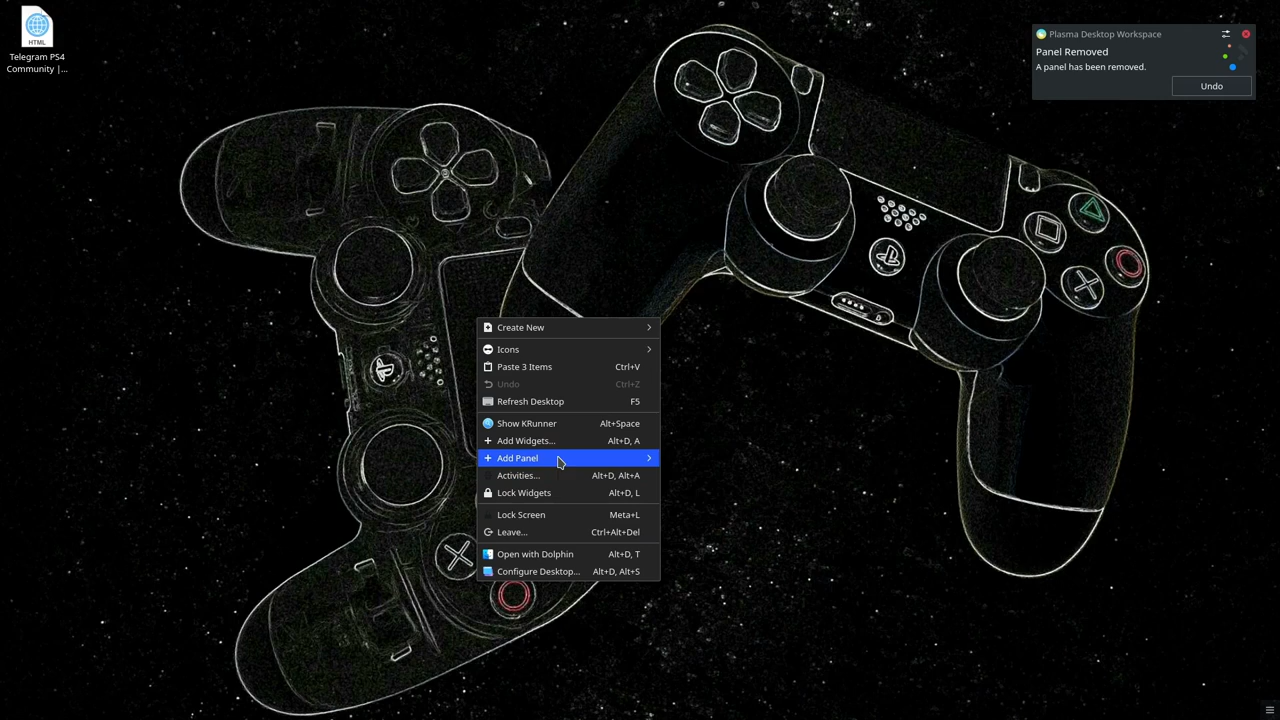 HTML
Telegram PS4
Community |...
Plasma Desktop Workspace
Panel Removed
A panel has been removed.
Undo
Create New
Icons
Paste 3 Items Ctrl+V
Undo Ctrl+Z
Refresh Desktop F5
Show KRunner Alt+Space
Add Widgets... Alt+D, A
Add Panel
Activities... Alt+D, Alt+A
Lock Widgets Alt+D, L
Lock Screen Meta+L
Leave... Ctrl+Alt+Del
Open with Dolphin Alt+D, T
Configure Desktop... Alt+D, Alt+S